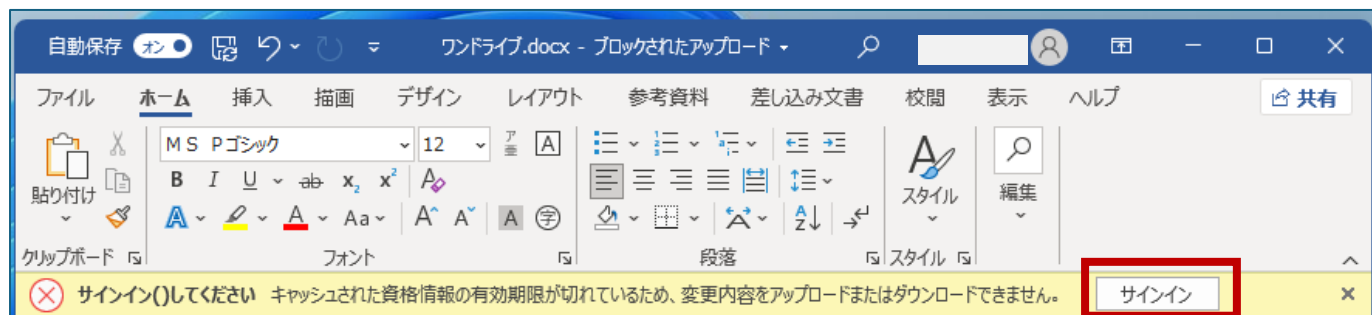 自動保存 オン ワンドライブ.docx - ブロックされたアップロード
ファイル ホーム 挿入 描画 デザイン レイアウト 参考資料 差し込み文書 校閲 表示 ヘルプ 共有
貼り付け
ＭＳ Ｐゴシック 12 ア亜 A
B I U ab x₂ x² A
A A Aa A A A 字
A Z
スタイル
編集
クリップボード フォント 段落 スタイル
サインイン()してください キャッシュされた資格情報の有効期限が切れているため、変更内容をアップロードまたはダウンロードできません。 サインイン